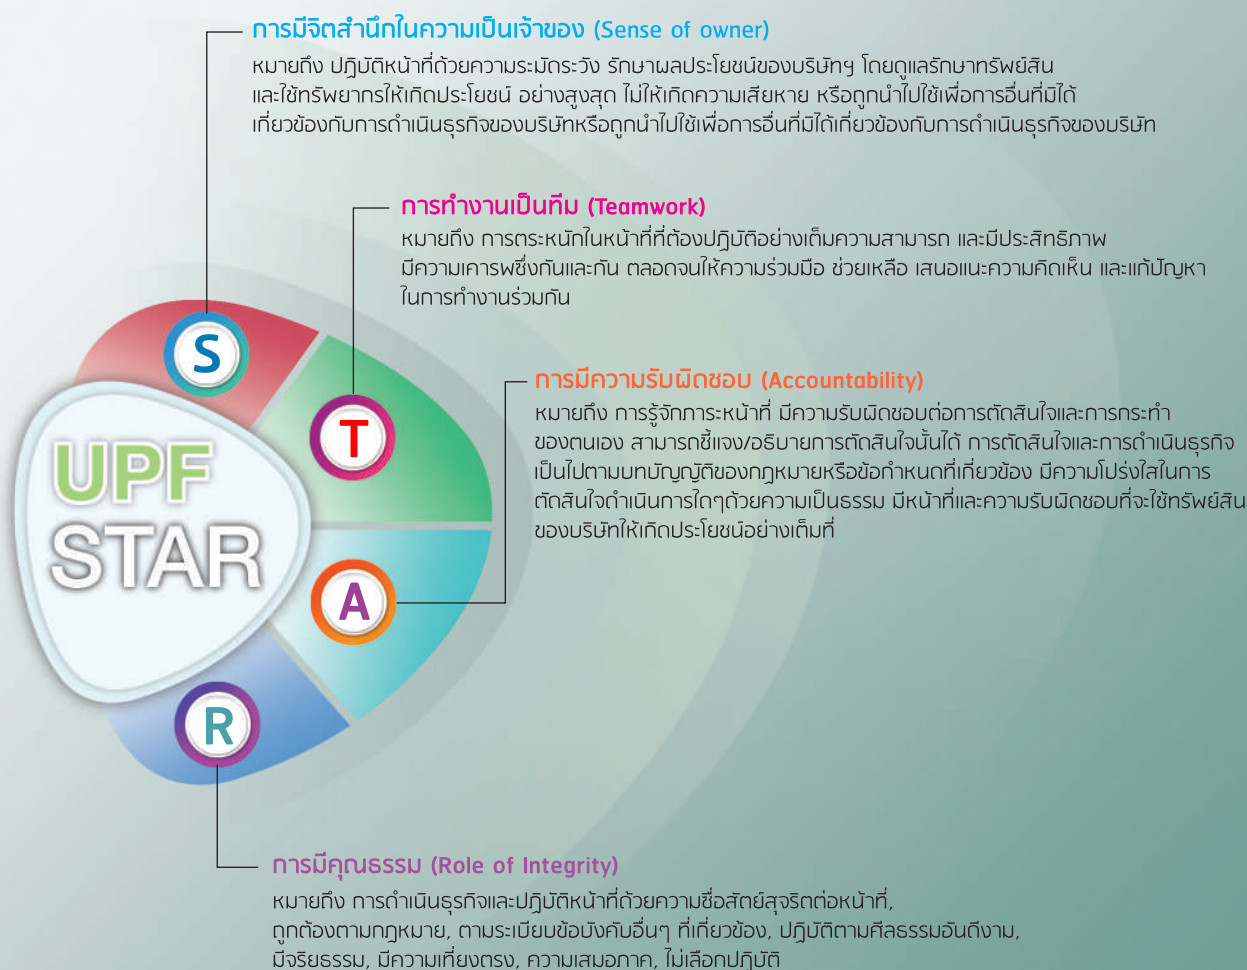 การมีจิตสำนึกในความเป็นเจ้าของ (Sense of owner)
หมายถึง ปฏิบัติหน้าที่ด้วยความระมัดระวัง รักษาผลประโยชน์ของบริษัทฯ โดยดูแลรักษาทรัพย์สิน
และใช้ทรัพยากรให้เกิดประโยชน์ อย่างสูงสุด ไม่ให้เกิดความเสียหาย หรือถูกนำไปใช้เพื่อการอื่นที่มิได้
เกี่ยวข้องกับการดำเนินธุรกิจของบริษัทหรือถูกนำไปใช้เพื่อการอื่นที่มิได้เกี่ยวข้องกับการดำเนินธุรกิจของบริษัท
การทำงานเป็นทีม (Teamwork)
หมายถึง การตระหนักในหน้าที่ที่ต้องปฏิบัติอย่างเต็มความสามารถ และมีประสิทธิภาพ
มีความเคารพซึ่งกันและกัน ตลอดจนให้ความร่วมมือ ช่วยเหลือ เสนอแนะความคิดเห็น และแก้ปัญหา
ในการทำงานร่วมกัน
S
T
การมีความรับผิดชอบ (Accountability)
หมายถึง การรู้จักภาระหน้าที่ มีความรับผิดชอบต่อการตัดสินใจและการกระทำ
ของตนเอง สามารถชี้แจง/อธิบายการตัดสินใจนั้นได้ การตัดสินใจและการดำเนินธุรกิจ
เป็นไปตามบทบัญญัติของกฎหมายหรือข้อกำหนดที่เกี่ยวข้อง มีความโปร่งใสในการ
ตัดสินใจดำเนินการใดๆด้วยความเป็นธรรม มีหน้าที่และความรับผิดชอบที่จะใช้ทรัพย์สิน
ของบริษัทให้เกิดประโยชน์อย่างเต็มที่
UPF
STAR
A
R
การมีคุณธรรม (Role of Integrity)
หมายถึง การดำเนินธุรกิจและปฏิบัติหน้าที่ด้วยความซื่อสัตย์สุจริตต่อหน้าที่,
ถูกต้องตามกฎหมาย, ตามระเบียบข้อบังคับอื่นๆ ที่เกี่ยวข้อง, ปฏิบัติตามศีลธรรมอันดีงาม,
มีจริยธรรม, มีความเที่ยงตรง, ความเสมอภาค, ไม่เลือกปฎิบัติ